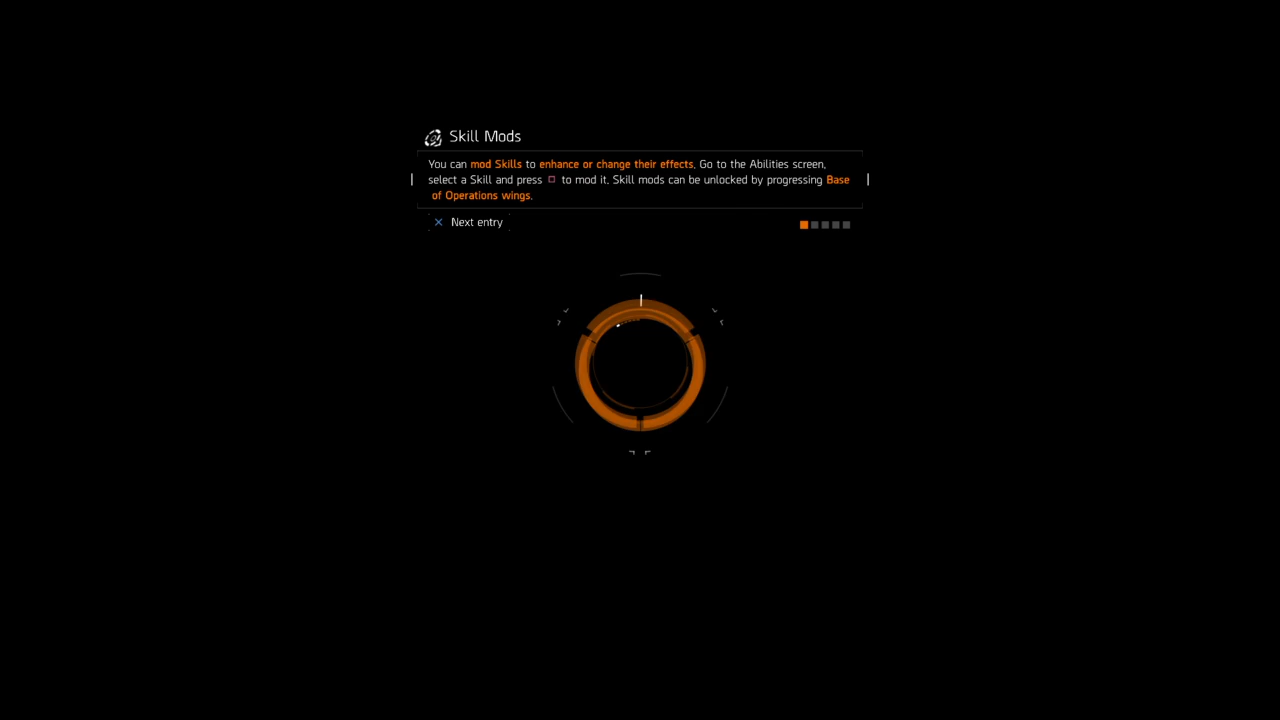 Skill Mods
You can mod Skills to enhance or change their effects. Go to the Abilities screen,
select a Skill and press □ to mod it. Skill mods can be unlocked by progressing Base
of Operations wings.
Next entry